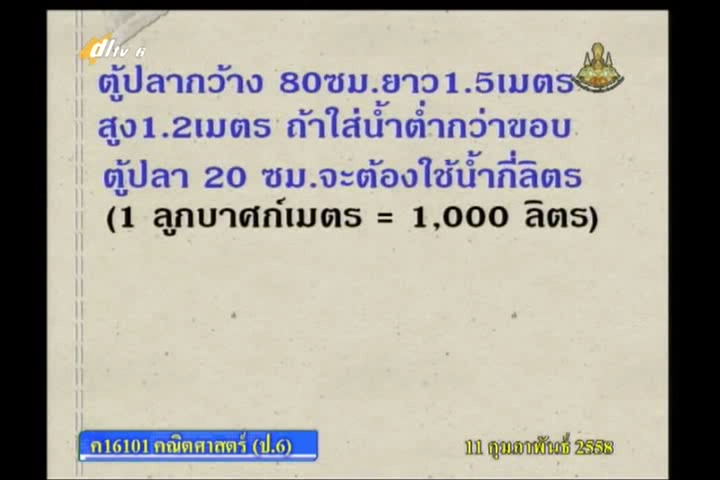 dltv 6
ตู้ปลากว้าง 80ซม.ยาว1.5เมตร
สูง1.2เมตร ถ้าใส่น้ำต่ำกว่าขอบ
ตู้ปลา 20 ซม.จะต้องใช้น้ำกี่ลิตร
(1 ลูกบาศก์เมตร = 1,000 ลิตร)
ค16101 คณิตศาสตร์ (ป.6)
11 กุมภาพันธ์ 2558